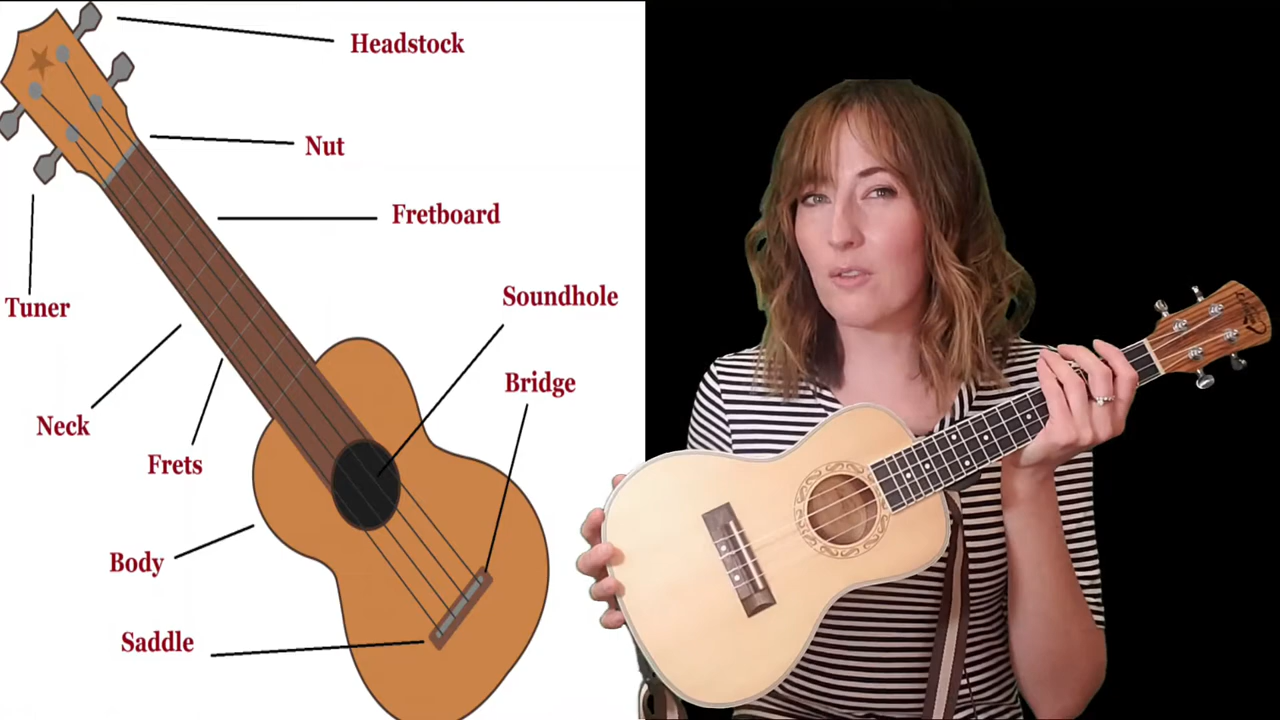 Headstock
Nut
Fretboard
Soundhole
Tuner
Bridge
Neck
Frets
Body
Saddle